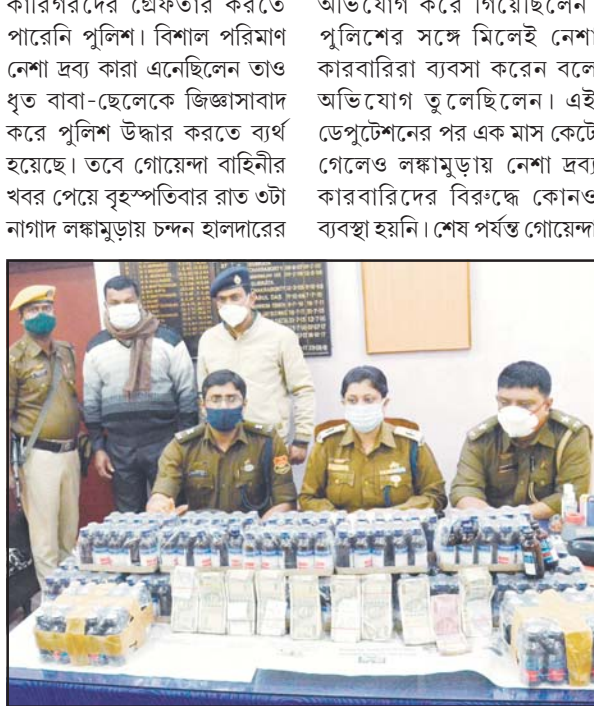 কারিগরদের গ্রেফতার করতে
পারেনি পুলিশ। বিশাল পরিমাণ
নেশা দ্রব্য কারা এনেছিলেন তাও
ধৃত বাবা-ছেলেকে জিজ্ঞাসাবাদ
করে পুলিশ উদ্ধার করতে ব্যর্থ
হয়েছে। তবে গোয়েন্দা বাহিনীর
খবর পেয়ে বৃহস্পতিবার রাত ৩টা
নাগাদ লঙ্কামুড়ায় চন্দন হালদারের
অভিযোগ করে গিয়েছিলেন
পুলিশের সঙ্গে মিলেই নেশা
কারবারিরা ব্যবসা করেন বলে
অভিযোগ তুলেছিলেন। এই
ডেপুটেশনের পর এক মাস কেটে
গেলেও লঙ্কামুড়ায় নেশা দ্রব্য
কারবারিদের বিরুদ্ধে কোনও
ব্যবস্থা হয়নি। শেষ পর্যন্ত গোয়েন্দা